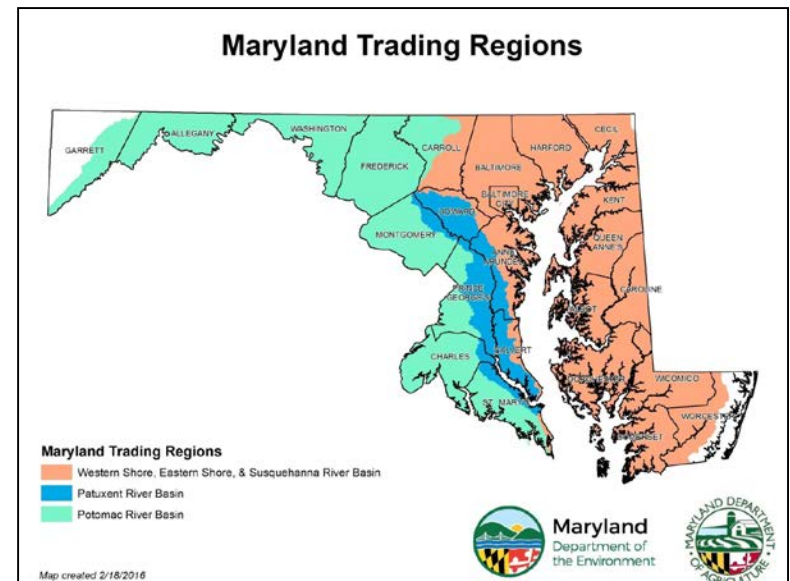 Maryland Trading Regions
GARRETT
ALLEGANY
WASHINGTON
FREDERICK
CARROLL
BALTIMORE
HARFORD
CECIL
BALTIMORE
CITY
KENT
HOWARD
MONTGOMERY
ANNE
ARUNDEL
QUEEN
ANNE'S
PRINCE
GEORGE'S
CAROLINE
TALBOT
CHARLES
CALVERT
DORCHESTER
WICOMICO
ST. MARY'S
WORCESTER
SOMERSET
Maryland Trading Regions
Western Shore, Eastern Shore, & Susquehanna River Basin
Patuxent River Basin
Potomac River Basin
Maryland
Department of
the Environment
MARYLAND DEPARTMENT
OF AGRICULTURE
Map created 2/18/2016